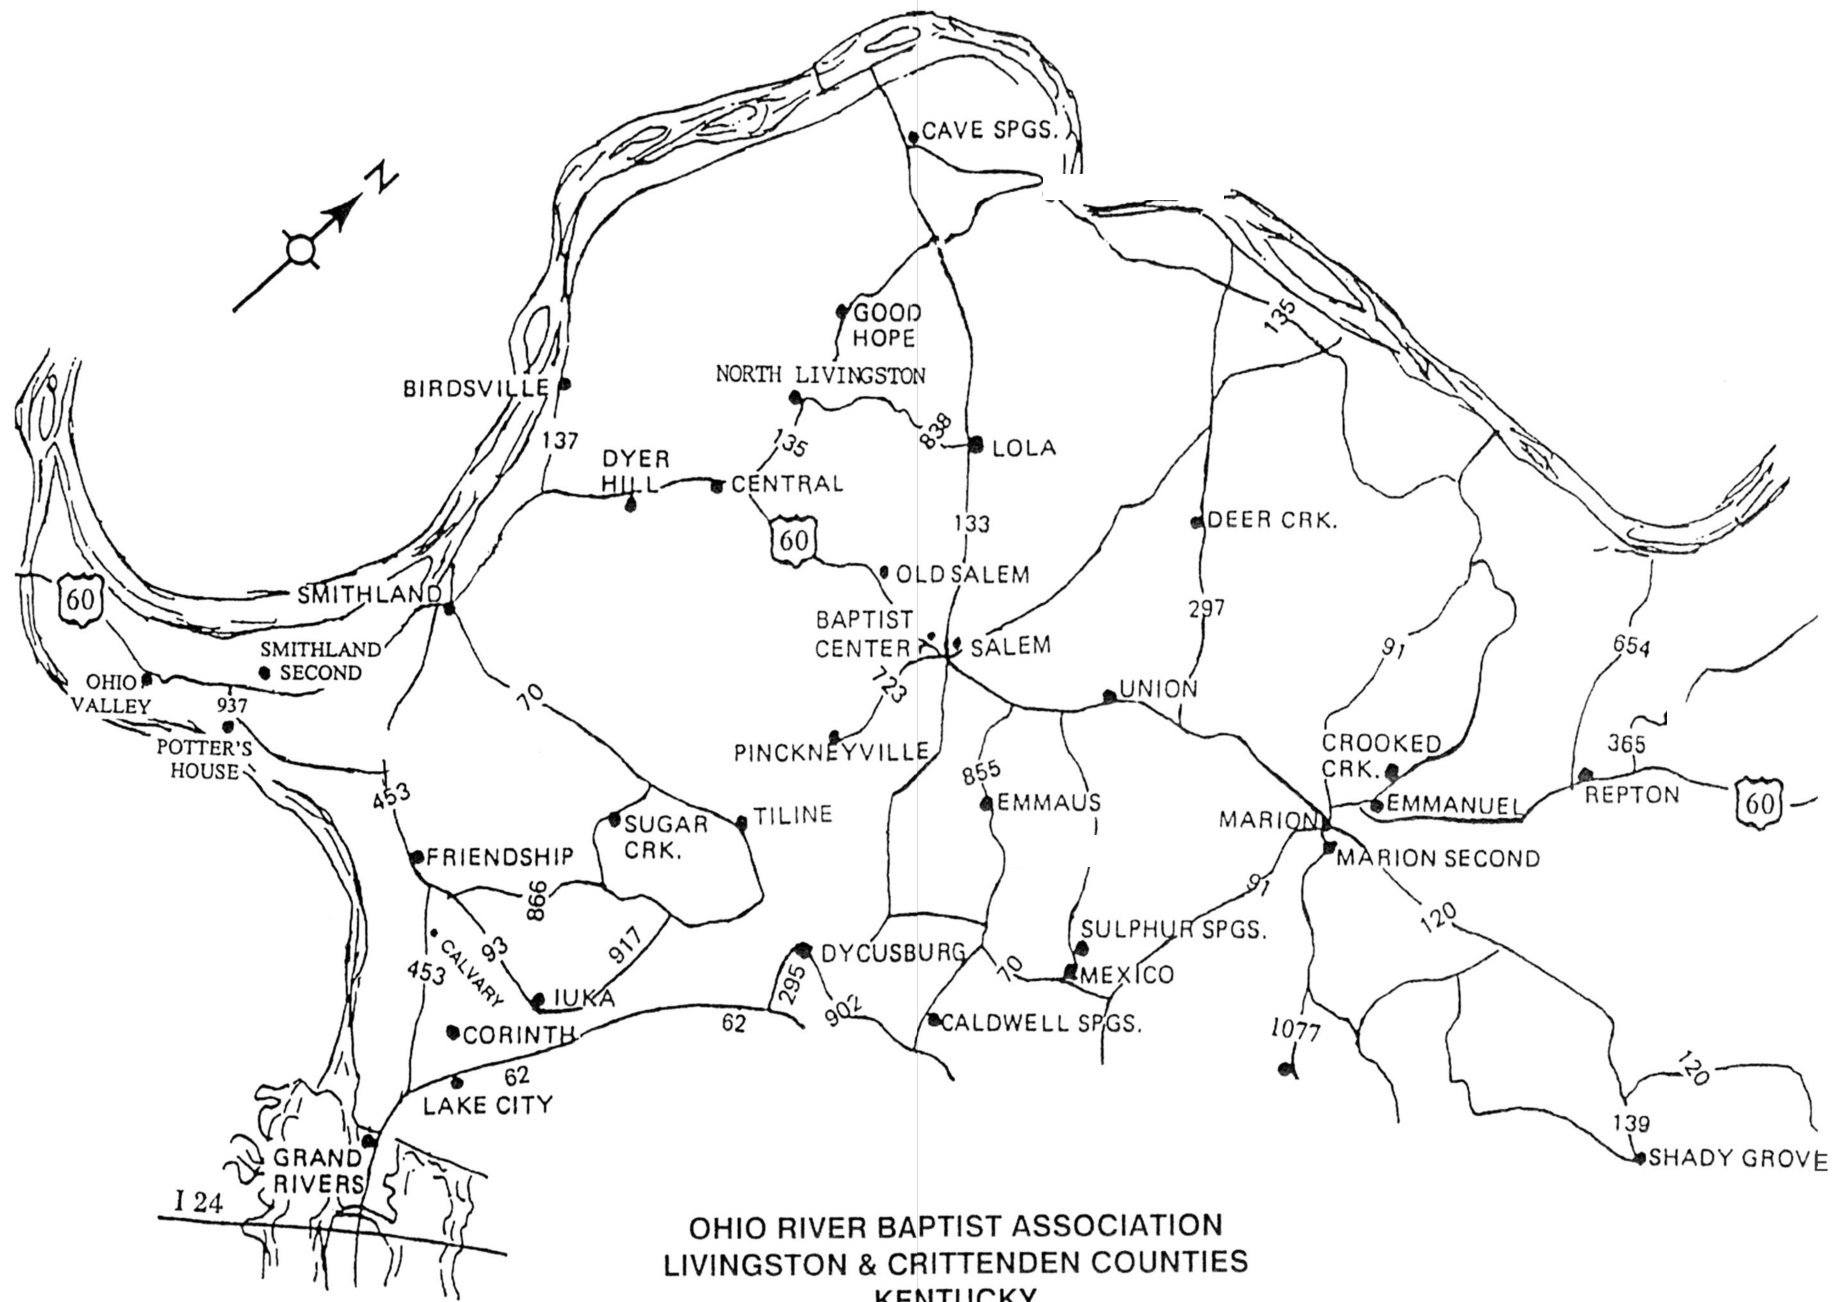 CAVE SPGS.
N
GOOD
HOPE
135
NORTH LIVINGSTON
BIRDSVILLE
137
135
838
LOLA
DYER
HILL
CENTRAL
133
DEER CRK.
60
OLD SALEM
60
SMITHLAND
297
BAPTIST
CENTER
SALEM
91
654
SMITHLAND
SECOND
OHIO
VALLEY
937
70
723
UNION
POTTER'S
HOUSE
PINCKNEYVILLE
CROOKED
CRK.
365
453
855
EMMAUS
EMMANUEL
REPTON
60
SUGAR
CRK.
TILINE
MARION
FRIENDSHIP
MARION SECOND
866
91
120
93
917
453
CALVARY
DYCUSBURG
SULPHUR SPGS.
70
MEXICO
295
902
IUKA
CORINTH
62
CALDWELL SPGS.
1077
62
LAKE CITY
120
139
GRAND
RIVERS
SHADY GROVE
I 24
OHIO RIVER BAPTIST ASSOCIATION
LIVINGSTON & CRITTENDEN COUNTIES
KENTUCKY